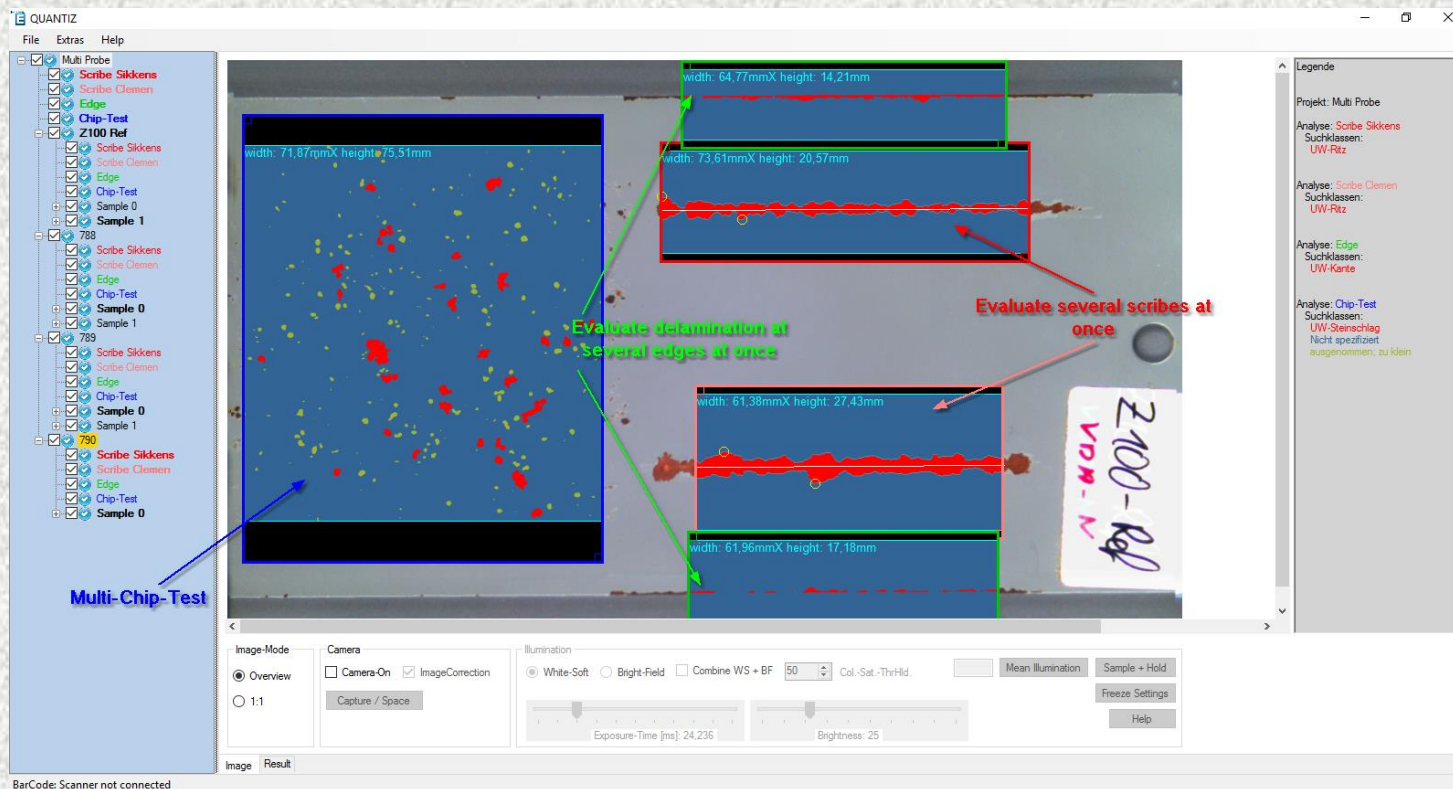 QUANTIZ
File Extras Help
Multi Probe
Scribe Sikkens
Scribe Clemen
Edge
Chip-Test
Z100 Ref
Scribe Sikkens
Scribe Clemen
Edge
Chip-Test
Sample 0
Sample 1
788
Scribe Sikkens
Scribe Clemen
Edge
Chip-Test
Sample 0
Sample 1
789
Scribe Sikkens
Scribe Clemen
Edge
Chip-Test
Sample 0
Sample 1
790
Scribe Sikkens
Scribe Clemen
Edge
Chip-Test
Sample 0
Multi-Chip-Test
width: 71,87mmX height: 75,51mm
width: 64,77mmX height: 14,21mm
width: 73,61mmX height: 20,57mm
Evaluate several scribes at
once
Evaluate delamination at
several edges at once
width: 61,38mmX height: 27,43mm
width: 61,96mmX height: 17,18mm
Z100-Ref
VDA-N
Legende
Projekt: Multi Probe
Analyse: Scribe Sikkens
Suchklassen:
UW-Ritz
Analyse: Scribe Clemen
Suchklassen:
UW-Ritz
Analyse: Edge
Suchklassen:
UW-Kante
Analyse: Chip-Test
Suchklassen:
UW-Steinschlag
Nicht spezifiziert
ausgenommen; zu klein
Image-Mode
Overview
1:1
Camera
Camera-On ImageCorrection
Capture / Space
Illumination
White-Soft Bright-Field Combine WS + BF 50 Col.-Sat.-ThrHld.
Mean Illumination
Sample + Hold
Freeze Settings
Help
Exposure-Time [ms]: 24,236
Brightness: 25
Image Result
BarCode: Scanner not connected